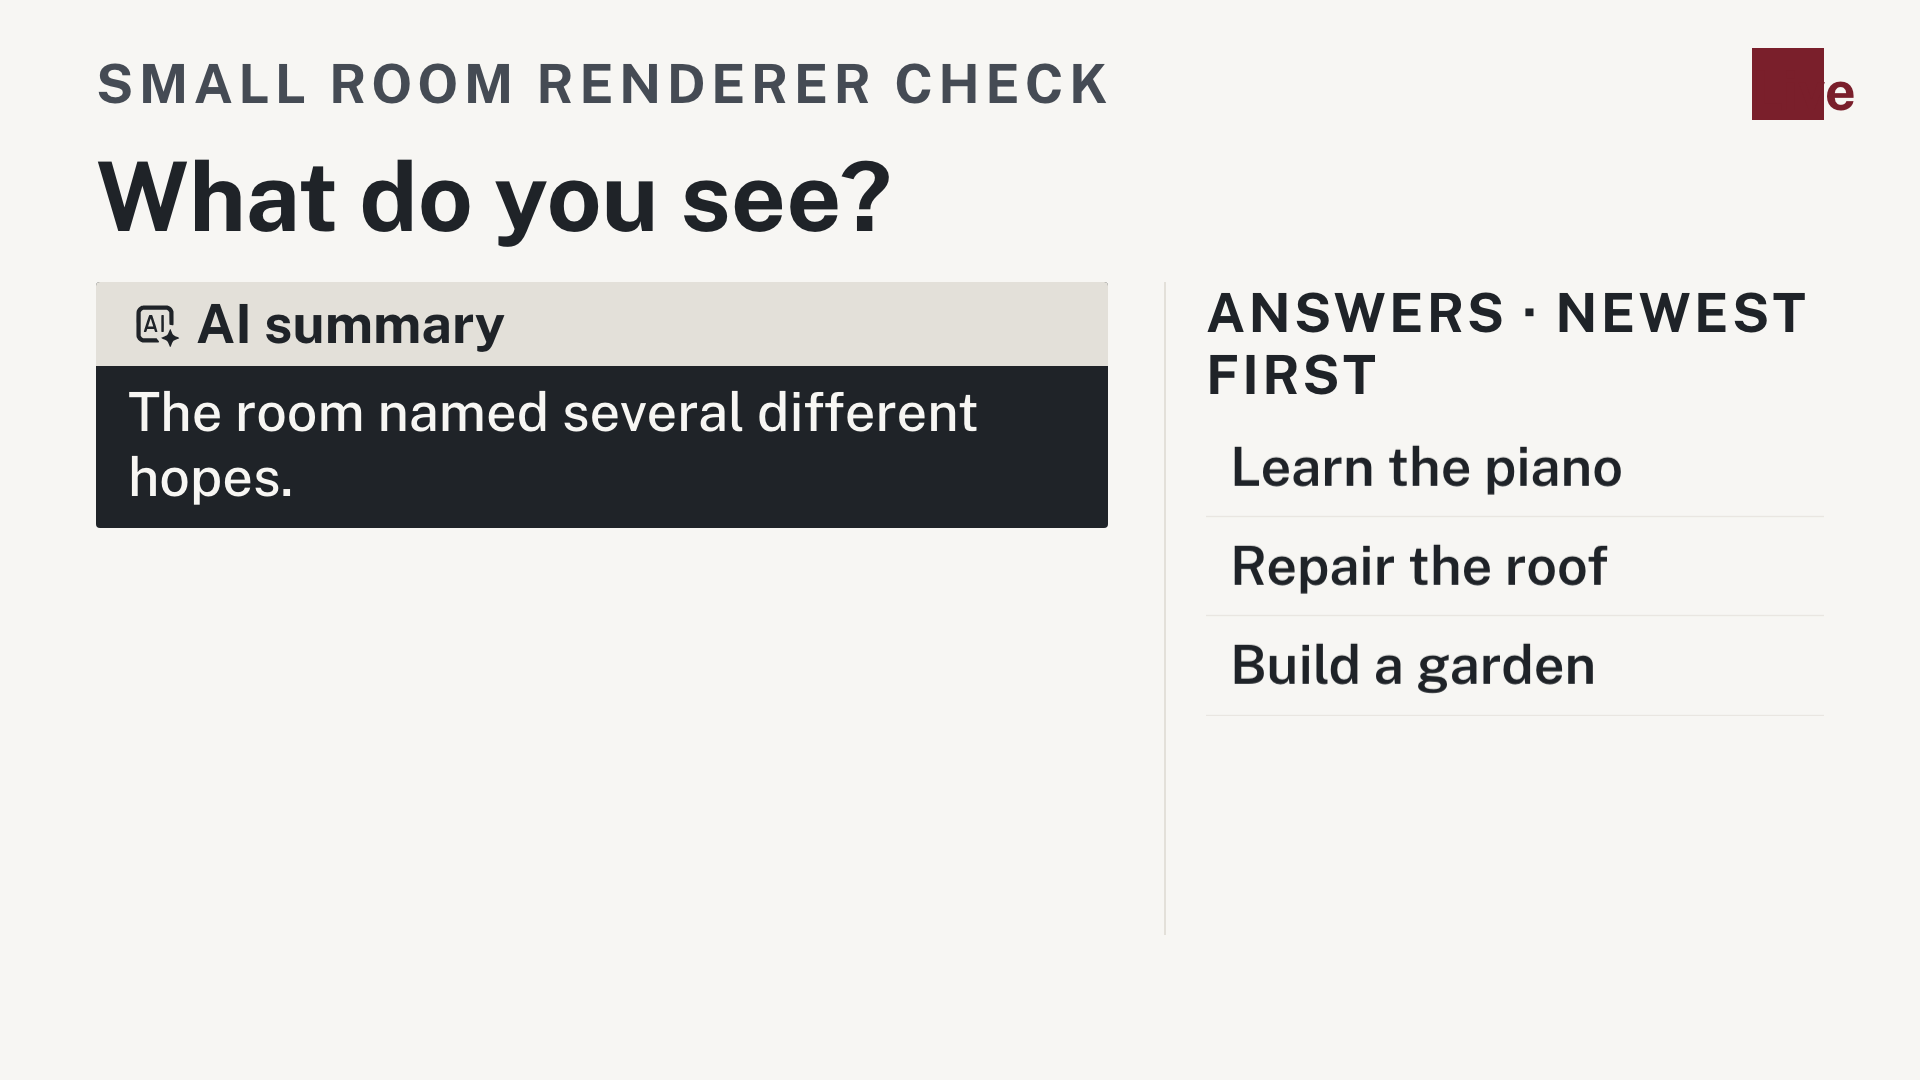 SMALL ROOM RENDERER CHECK
What do you see?
AI summary
The room named several different
hopes.
ANSWERS · NEWEST
FIRST
Learn the piano
Repair the roof
Build a garden